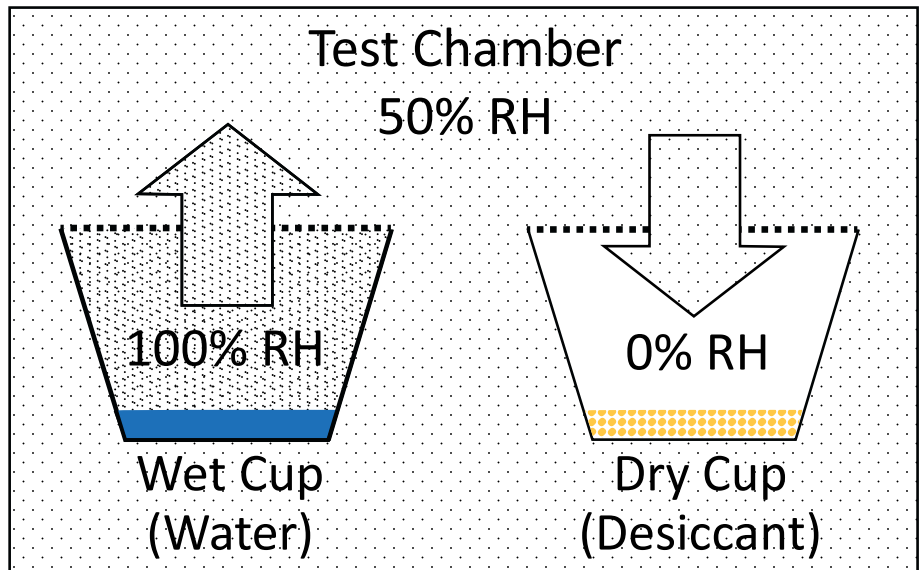 Test Chamber
50% RH
100% RH
0% RH
Wet Cup
(Water)
Dry Cup
(Desiccant)